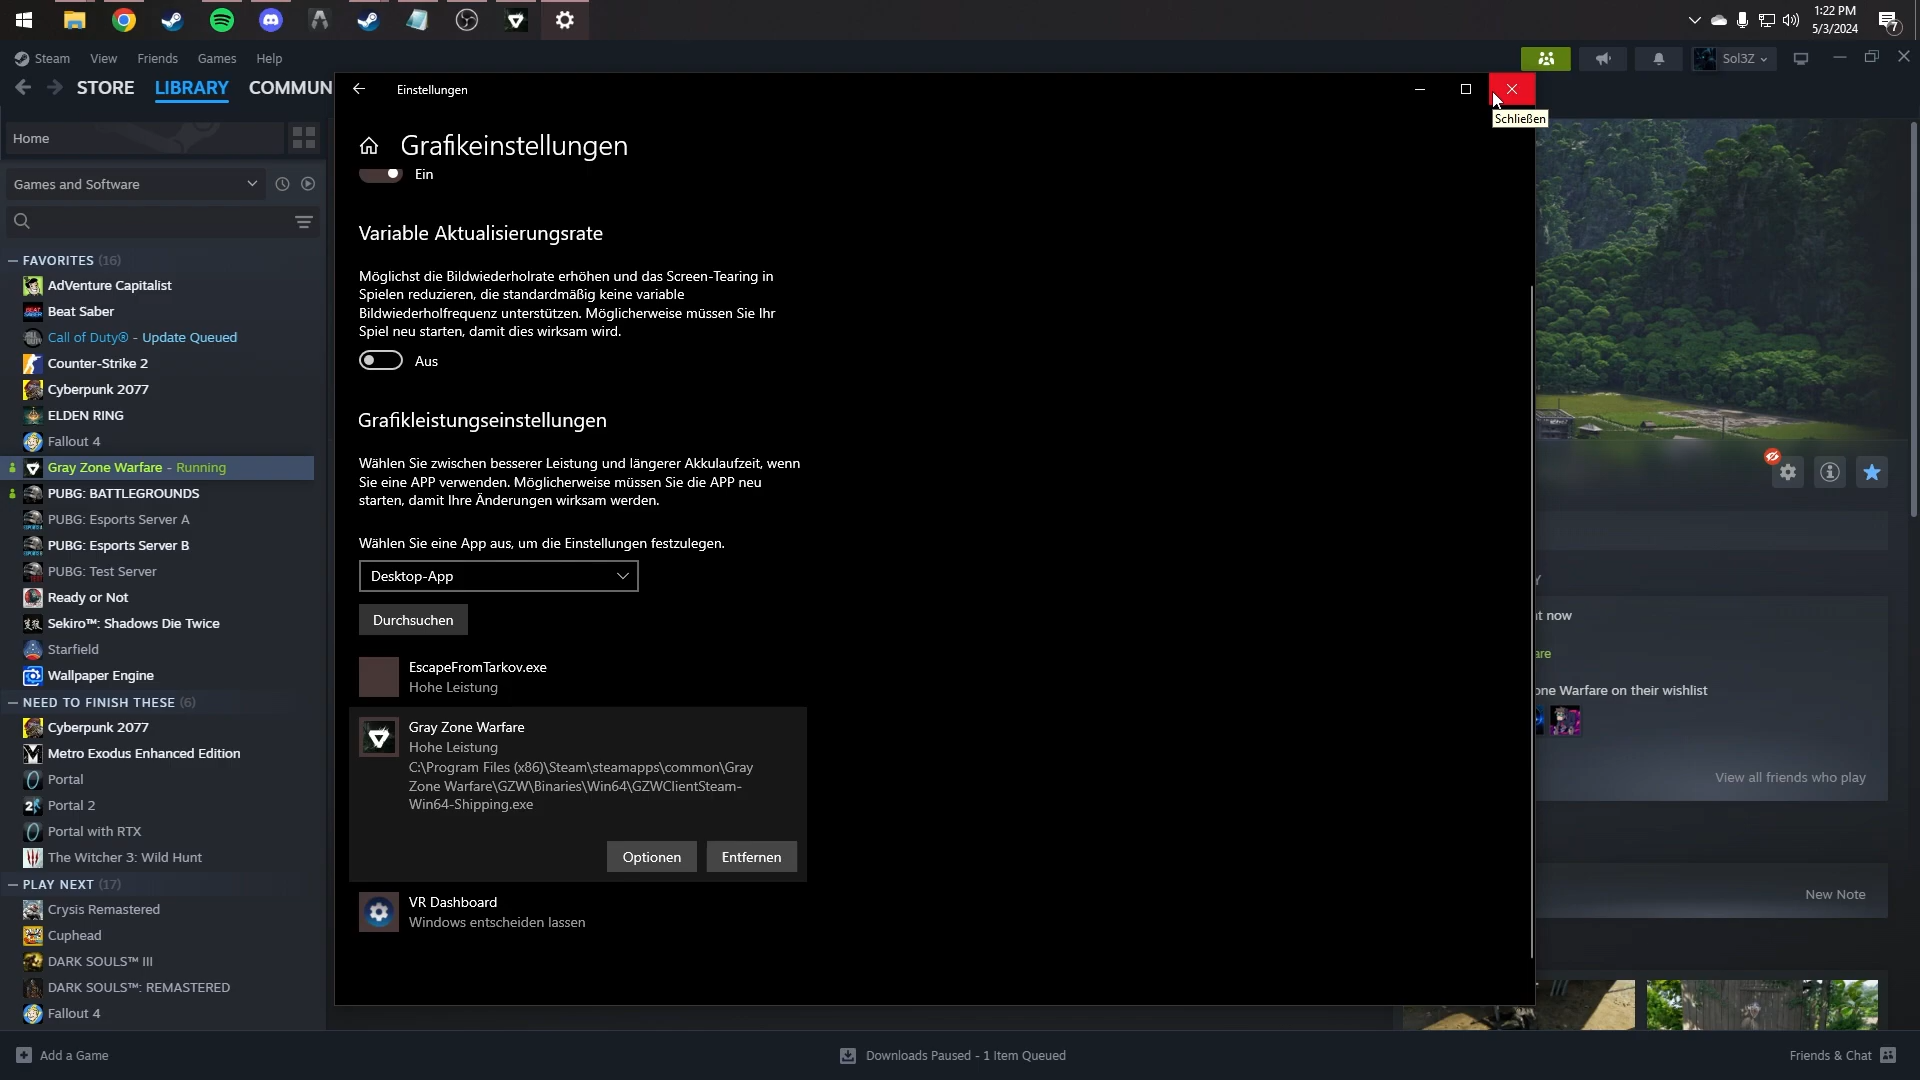 1:22 PM
5/3/2024
7
Steam View Friends Games Help
Sol3Z
STORE LIBRARY COMMUN
Einstellungen
Schließen
Home
Grafikeinstellungen
Ein
Games and Software
Variable Aktualisierungsrate
Möglichst die Bildwiederholrate erhöhen und das Screen-Tearing in
Spielen reduzieren, die standardmäßig keine variable
Bildwiederholfrequenz unterstützen. Möglicherweise müssen Sie Ihr
Spiel neu starten, damit dies wirksam wird.
Aus
Grafikleistungseinstellungen
Wählen Sie zwischen besserer Leistung und längerer Akkulaufzeit, wenn
Sie eine APP verwenden. Möglicherweise müssen Sie die APP neu
starten, damit Ihre Änderungen wirksam werden.
Wählen Sie eine App aus, um die Einstellungen festzulegen.
Desktop-App
Durchsuchen
EscapeFromTarkov.exe
Hohe Leistung
Gray Zone Warfare
Hohe Leistung
C:\Program Files (x86)\Steam\steamapps\common\Gray
Zone Warfare\GZW\Binaries\Win64\GZWClientSteam-
Win64-Shipping.exe
Optionen Entfernen
VR Dashboard
Windows entscheiden lassen
— FAVORITES (16)
AdVenture Capitalist
Beat Saber
Call of Duty® - Update Queued
Counter-Strike 2
Cyberpunk 2077
ELDEN RING
Fallout 4
Gray Zone Warfare - Running
PUBG: BATTLEGROUNDS
PUBG: Esports Server A
PUBG: Esports Server B
PUBG: Test Server
Ready or Not
Sekiro™: Shadows Die Twice
Starfield
Wallpaper Engine
— NEED TO FINISH THESE (6)
Cyberpunk 2077
Metro Exodus Enhanced Edition
Portal
Portal 2
Portal with RTX
The Witcher 3: Wild Hunt
— PLAY NEXT (17)
Crysis Remastered
Cuphead
DARK SOULS™ III
DARK SOULS™: REMASTERED
Fallout 4
Y
t now
are
one Warfare on their wishlist
View all friends who play
New Note
Add a Game
Downloads Paused - 1 Item Queued
Friends & Chat